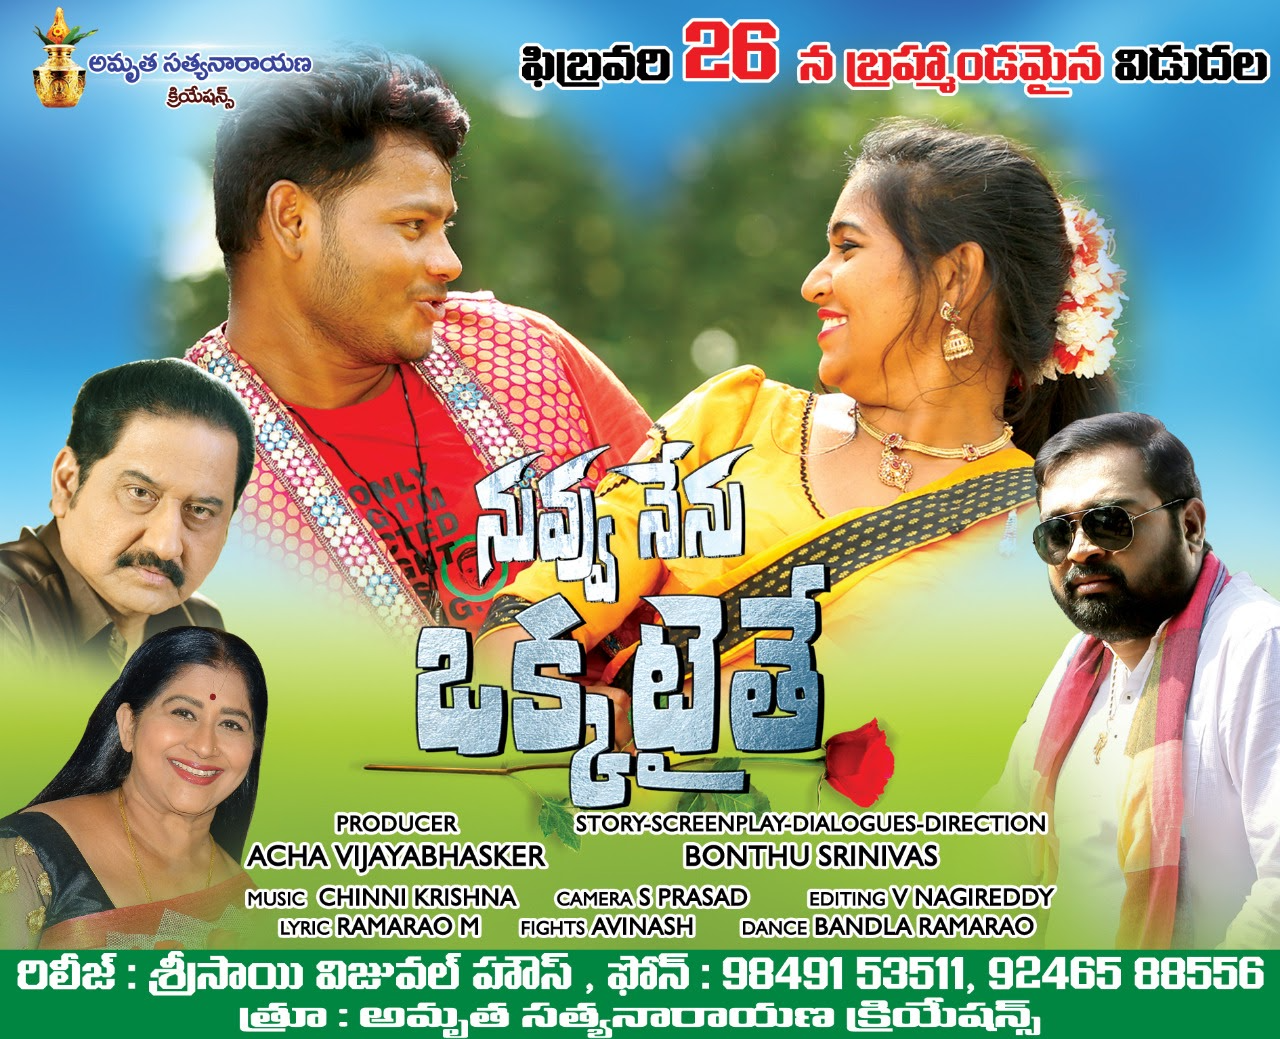 అమృత సత్యనారాయణ
క్రియేషన్స్
ఫిబ్రవరి 26 న బ్రహ్మాండమైన విడుదల
ONLY
నువ్వు నేను
ఒక్కటైతే
PRODUCER
ACHA VIJAYABHASKER
STORY-SCREENPLAY-DIALOGUES-DIRECTION
BONTHU SRINIVAS
MUSIC CHINNI KRISHNA CAMERA S PRASAD EDITING V NAGIREDDY
LYRIC RAMARAO M FIGHTS AVINASH DANCE BANDLA RAMARAO
రిలీజ్ : శ్రీసాయి విజువల్ హౌస్ , ఫోన్ : 98491 53511, 92465 88556
త్రూ : అమృత సత్యనారాయణ క్రియేషన్స్